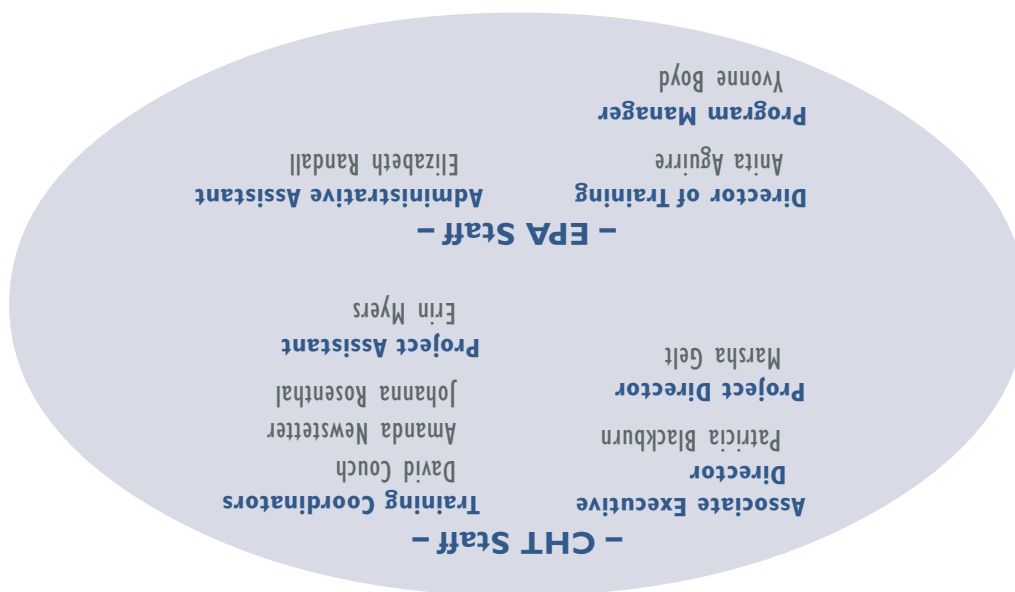 – CHT Staff –
Associate Executive
Director
Patricia Blackburn
Project Director
Marsha Gelt
Training Coordinators
David Couch
Amanda Newstetter
Johanna Rosenthal
Project Assistant
Erin Myers
– EPA Staff –
Director of Training
Anita Aguirre
Program Manager
Yvonne Boyd
Administrative Assistant
Elizabeth Randall